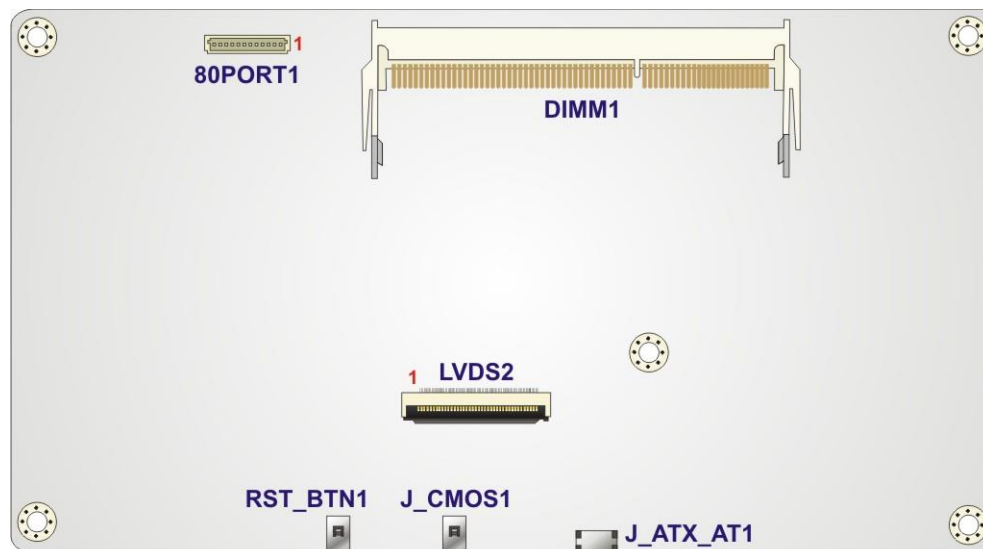 1
80PORT1
DIMM1
1 LVDS2
RST_BTN1 J_CMOS1
J_ATX_AT1